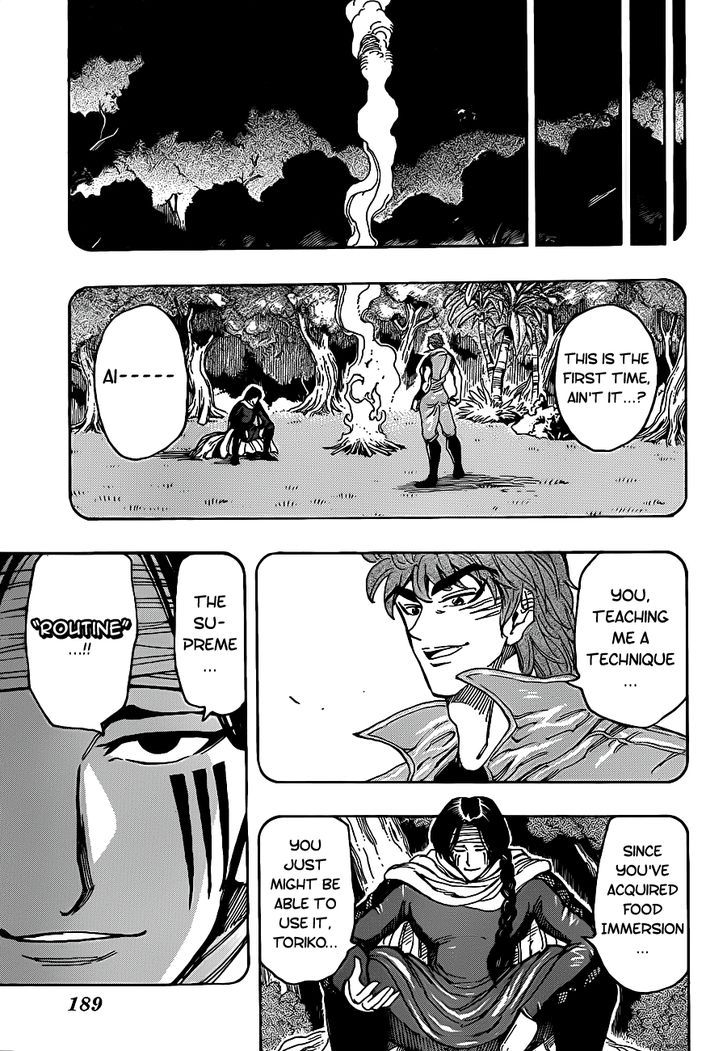 THIS IS THE
FIRST TIME,
AIN'T IT...?
AI-----
YOU,
TEACHING
ME A
TECHNIQUE
...
SINCE
YOU'VE
ACQUIRED
FOOD
IMMERSION
...
YOU
JUST
MIGHT BE
ABLE TO
USE IT,
TORIKO...
THE
SU-
PREME
...
"ROUTINE"
...!!
189